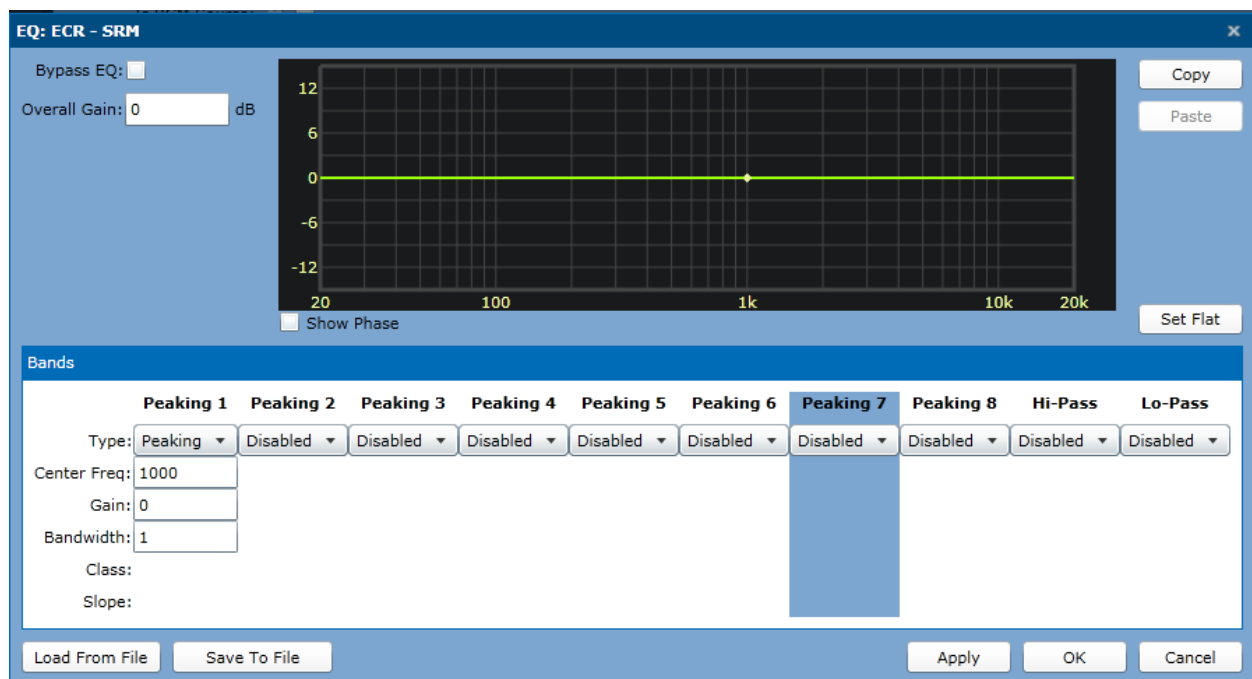 EQ: ECR - SRM
Bypass EQ:
Copy
Overall Gain: 0 dB
Paste
12
6
0
-6
-12
20 100 1k 10k 20k
Show Phase
Set Flat
Bands
Peaking 1 Peaking 2 Peaking 3 Peaking 4 Peaking 5 Peaking 6 Peaking 7 Peaking 8 Hi-Pass Lo-Pass
Type: Peaking Disabled Disabled Disabled Disabled Disabled Disabled Disabled Disabled Disabled
Center Freq: 1000
Gain: 0
Bandwidth: 1
Class:
Slope:
Load From File Save To File Apply OK Cancel